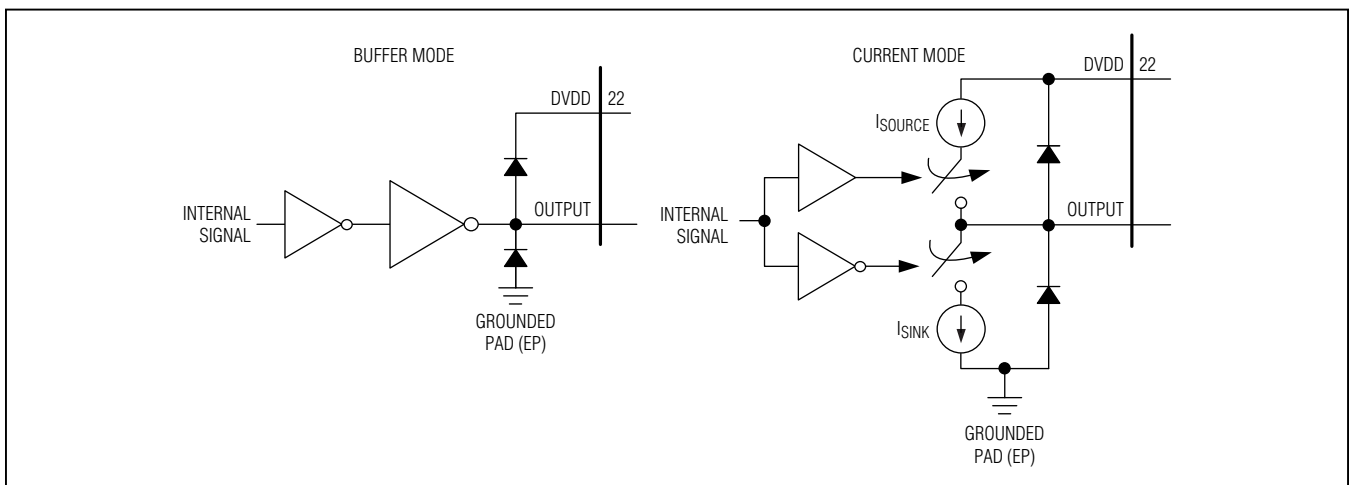 BUFFER MODE
DVDD 22
INTERNAL
SIGNAL
OUTPUT
GROUNDED
PAD (EP)
CURRENT MODE
DVDD 22
ISOURCE
INTERNAL
SIGNAL
OUTPUT
ISINK
GROUNDED
PAD (EP)